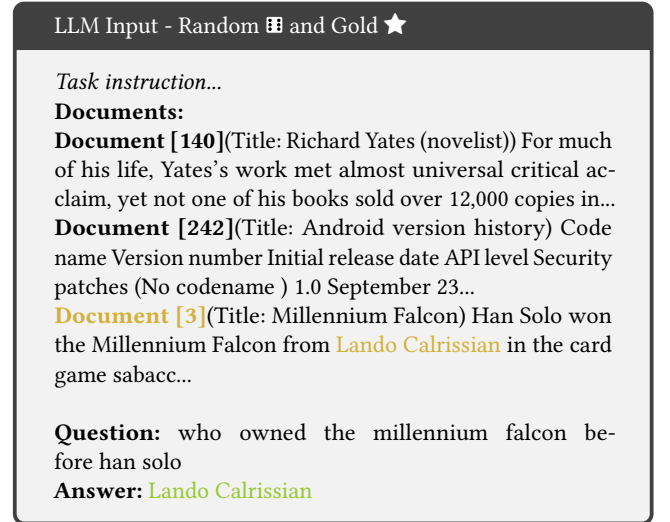 LLM Input - Random 🎲 and Gold ★
Task instruction...
Documents:
Document [140](Title: Richard Yates (novelist)) For much
of his life, Yates's work met almost universal critical ac-
claim, yet not one of his books sold over 12,000 copies in...
Document [242](Title: Android version history) Code
name Version number Initial release date API level Security
patches (No codename ) 1.0 September 23...
Document [3](Title: Millennium Falcon) Han Solo won
the Millennium Falcon from Lando Calrissian in the card
game sabacc...
Question: who owned the millennium falcon be-
fore han solo
Answer: Lando Calrissian